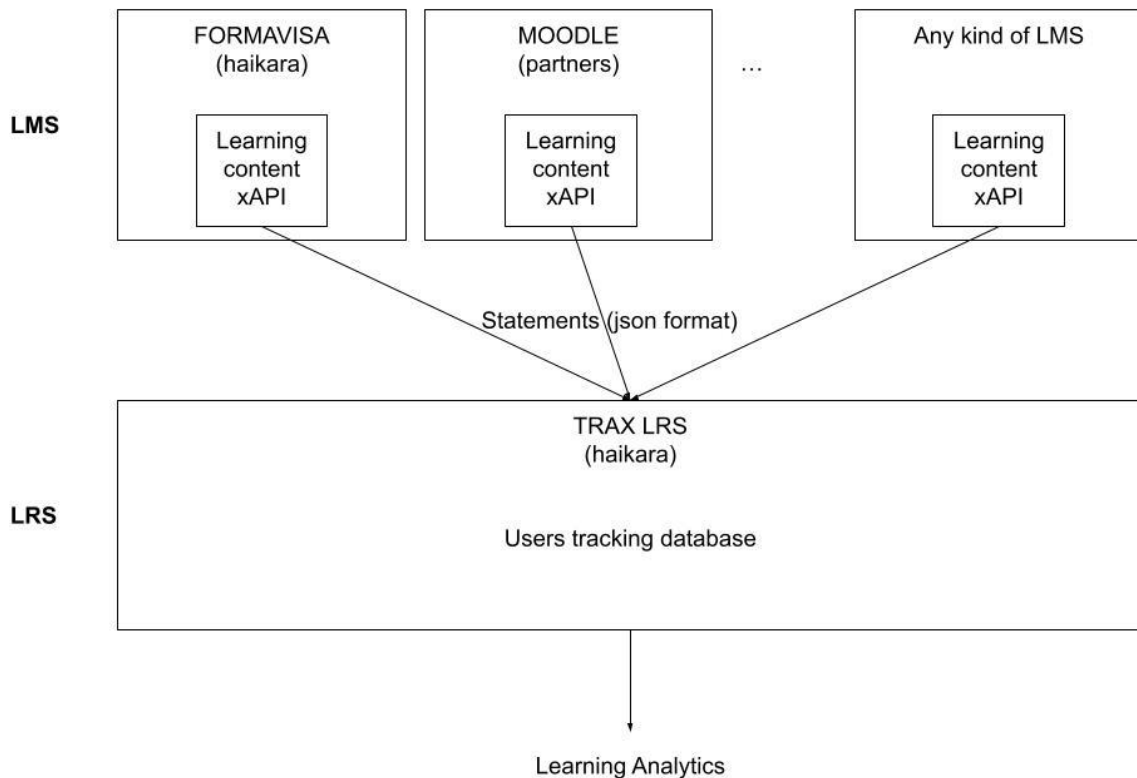 FORMAVISA
(haikara)
MOODLE
(partners)
...
Any kind of LMS
LMS
Learning
content
xAPI
Learning
content
xAPI
Learning
content
xAPI
Statements (json format)
TRAX LRS
(haikara)
LRS
Users tracking database
Learning Analytics